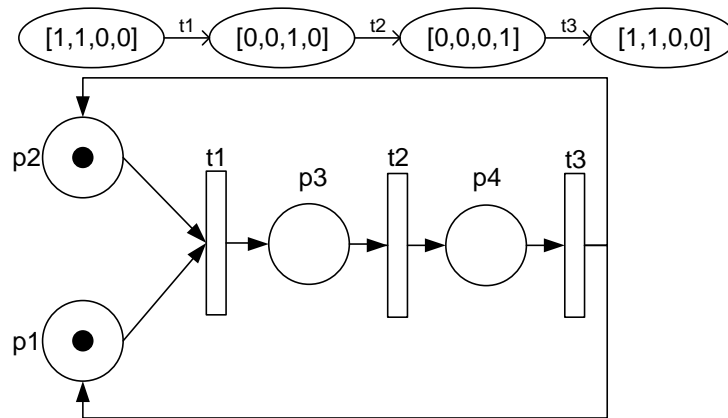 t1 t2 t3
[1,1,0,0] [0,0,1,0] [0,0,0,1] [1,1,0,0]
p2 t1 t2 t3
p3 p4
p1